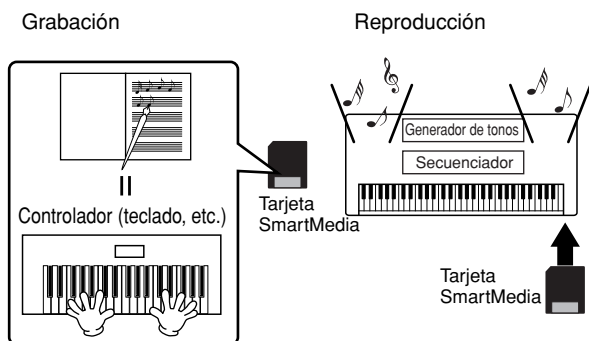 Grabación
Controlador (teclado, etc.)
Tarjeta
SmartMedia
Reproducción
Generador de tonos
Secuenciador
Tarjeta
SmartMedia